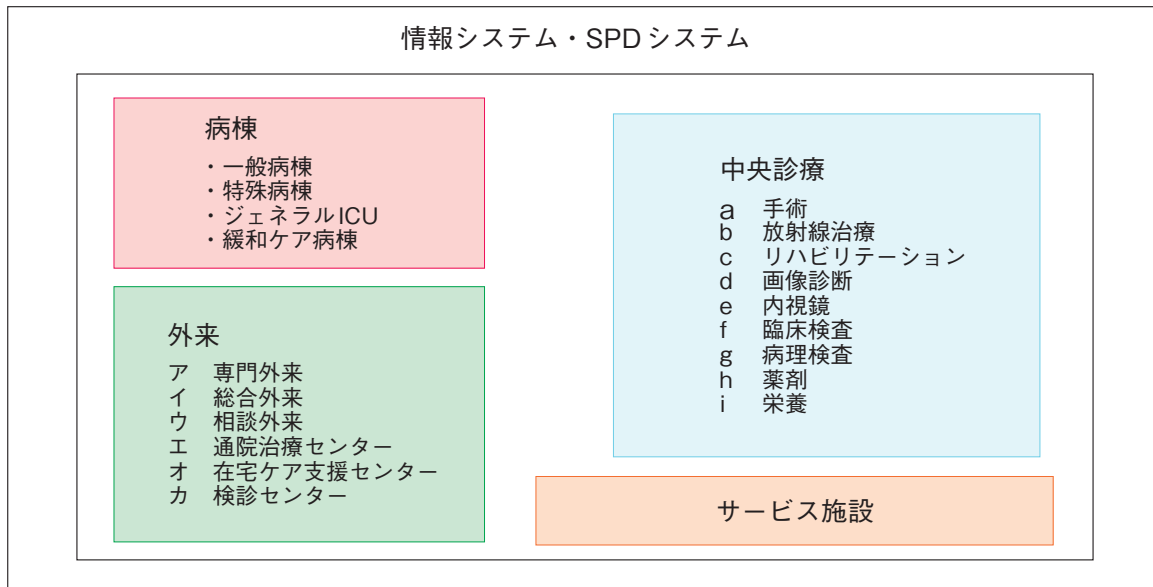 情報システム・SPDシステム
病棟
・一般病棟
・特殊病棟
・ジェネラルICU
・緩和ケア病棟
外来
ア 専門外来
イ 総合外来
ウ 相談外来
エ 通院治療センター
オ 在宅ケア支援センター
カ 検診センター
中央診療
a 手術
b 放射線治療
c リハビリテーション
d 画像診断
e 内視鏡
f 臨床検査
g 病理検査
h 薬剤
i 栄養
サービス施設